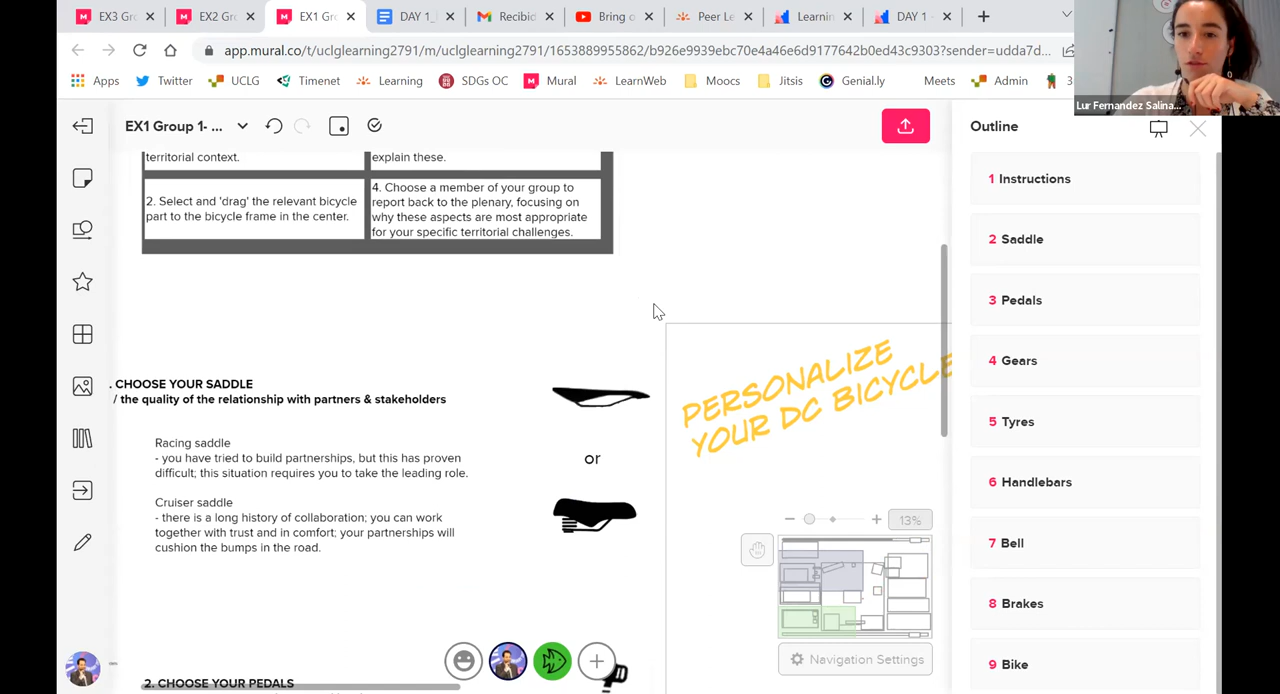 EX3 Gr
EX2 Gr
EX1 Gr
DAY 1_
Recibid
Bring o
Peer Le
Learnin
DAY 1 -
app.mural.co/t/uclglearning2791/m/uclglearning2791/1653889955862/b926e9939ebc70e4a46e6d9177642b0ed43c9303?sender=udda7d...
Apps
Twitter
UCLG
Timenet
Learning
SDGs CoP
Mural
LearnWeb
Moocs
Jitsis
Genial.ly
Meets
Admin
3
Lur Fernandez Salina...
EX1 Group 1- ...
Outline
territorial context.
explain these.
2. Select and 'drag' the relevant bicycle
part to the bicycle frame in the center.
4. Choose a member of your group to
report back to the plenary, focusing on
why these aspects are most appropriate
for your specific territorial challenges.
1 Instructions
2 Saddle
3 Pedals
4 Gears
5 Tyres
6 Handlebars
7 Bell
8 Brakes
9 Bike
. CHOOSE YOUR SADDLE
/ the quality of the relationship with partners & stakeholders
Racing saddle
- you have tried to build partnerships, but this has proven
difficult; this situation requires you to take the leading role.
or
Cruiser saddle
- there is a long history of collaboration; you can work
together with trust and in comfort; your partnerships will
cushion the bumps in the road.
PERSONALIZE
YOUR DC BICYCLE
13%
Navigation Settings
2. CHOOSE YOUR PEDALS